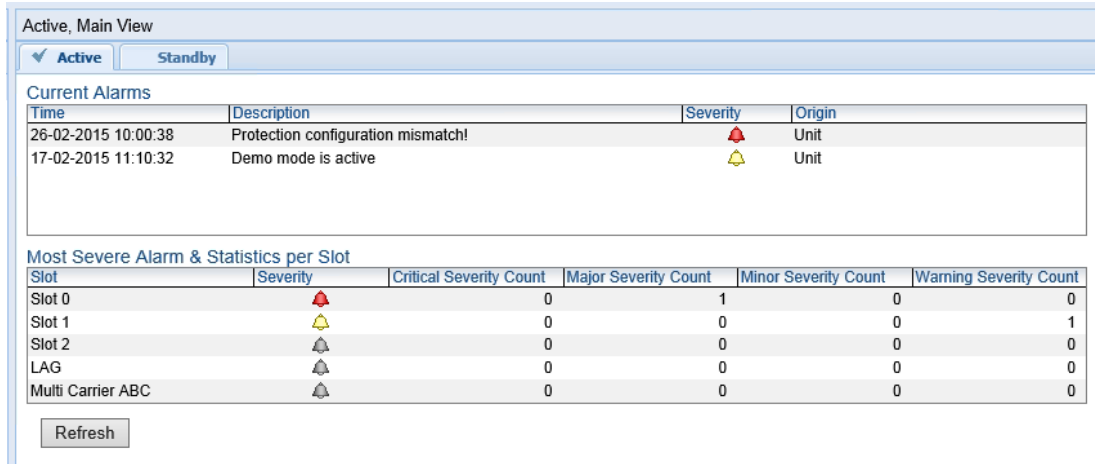 Active, Main View
Active Standby
Current Alarms
Time Description Severity Origin
26-02-2015 10:00:38 Protection configuration mismatch! Unit
17-02-2015 11:10:32 Demo mode is active Unit
Most Severe Alarm & Statistics per Slot
Slot Severity Critical Severity Count Major Severity Count Minor Severity Count Warning Severity Count
Slot 0 0 1 0 0
Slot 1 0 0 0 1
Slot 2 0 0 0 0
LAG 0 0 0 0
Multi Carrier ABC 0 0 0 0
Refresh